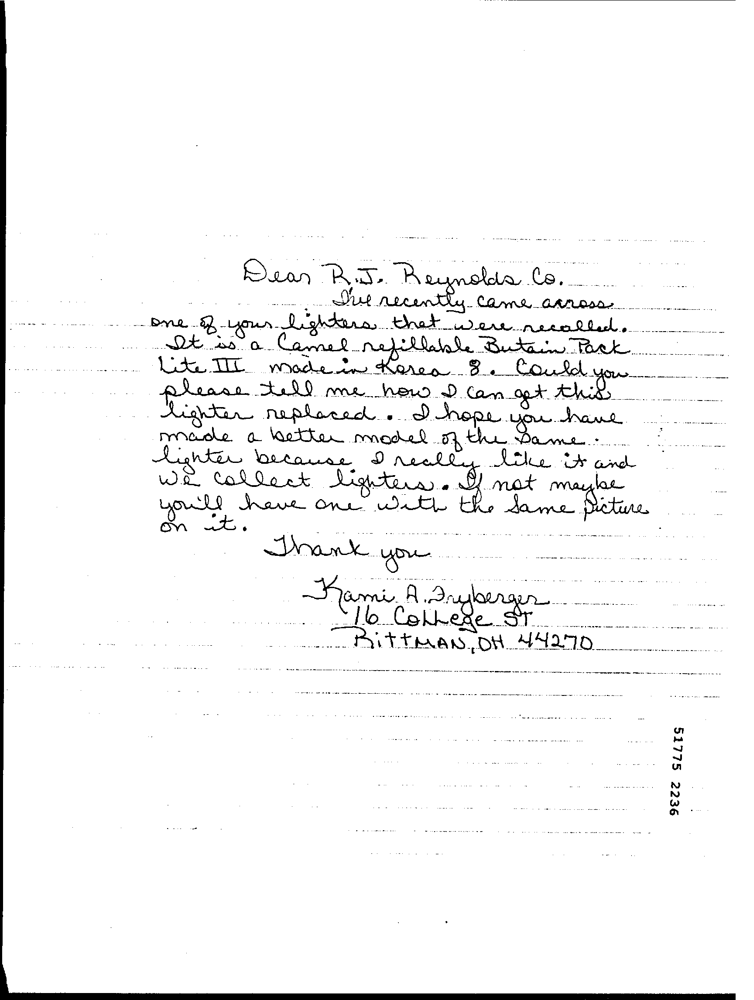 Dear R.J. Reynolds Co.
I've recently came across
one of your lighters that were recalled.
It is a Camel refillable Butain Pack
Lite III made in Korea 8. Could you
please tell me how I can get this
lighter replaced. I hope you have
made a better model of the same
lighter because I really like it and
we collect lighters. If not maybe
you'll have one with the same picture
on it.
Thank you
Kami A. Fryberger
16 College ST
RITTMAN, OH 44270
51775 2236